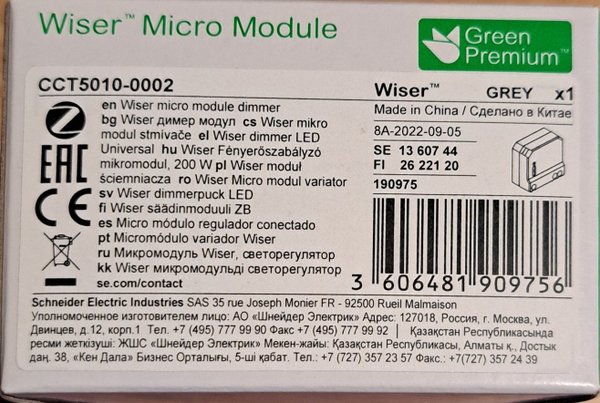 Wiser™ Micro Module
Green
Premium™
CCT5010-0002
Wiser™ GREY x1
en Wiser micro module dimmer
bg Wiser димер модул cs Wiser mikro
modul stmívače el Wiser dimmer LED
Universal hu Wiser Fényerőszabályzó
mikromodul, 200 W pl Wiser moduł
ściemniacza ro Wiser Micro modul variator
sv Wiser dimmerpuck LED
fi Wiser säädinmoduuli ZB
es Micro módulo regulador conectado
pt Micromódulo variador Wiser
ru Микромодуль Wiser, светорегулятор
kk Wiser микромодульді светорегулятор
se.com/contact
Made in China / Сделано в Китае
8A-2022-09-05
SE 13 607 44
FI 26 221 20
190975
EAC
CE
3 606481 909756
Schneider Electric Industries SAS 35 rue Joseph Monier FR - 92500 Rueil Malmaison
Уполномоченное изготовителем лицо: АО «Шнейдер Электрик» Адрес: 127018, Россия, г. Москва, ул.
Двинцев, д.12, корп.1 Тел. +7 (495) 777 99 90 Факс +7 (495) 777 99 92 | Қазақстан Республикасында
ресми жеткізуші: ЖШС «Шнейдер Электрик» Мекен-жайы: Қазақстан Республикасы, Алматы қ., Достық
даң. 38, «Кен Дала» Бизнес Орталығы, 5-ші қабат. Тел.: +7(727) 357 23 57 Факс.: +7(727) 357 24 39